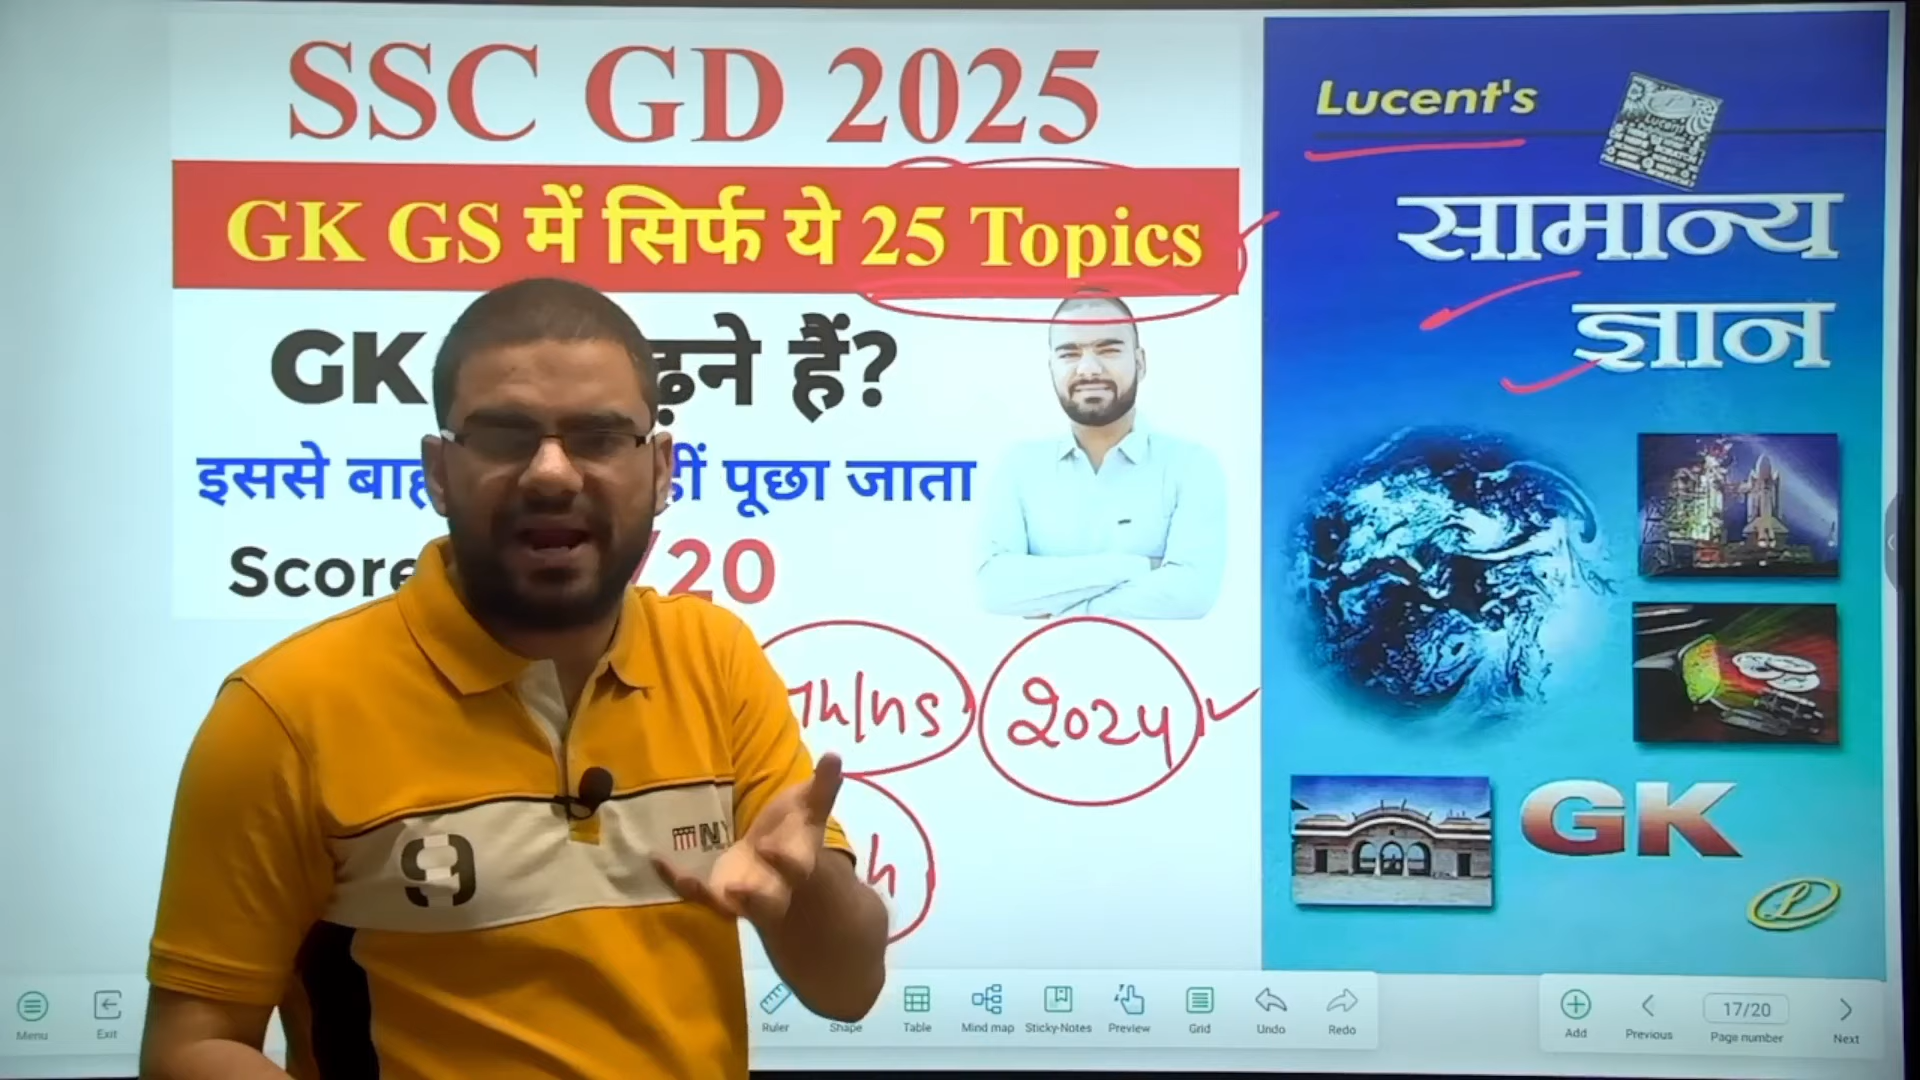 SSC GD 2025
GK GS में सिर्फ ये 25 Topics
GK
हैं?
इससे
पूछा जाता
Score
/20
2024
Lucent's
सामान्य
ज्ञान
GK
9
Menu
Exit
Ruler
Shape
Table
Mind map
Sticky-Notes
Preview
Grid
Undo
Redo
Add
Previous
17/20
Page number
Next